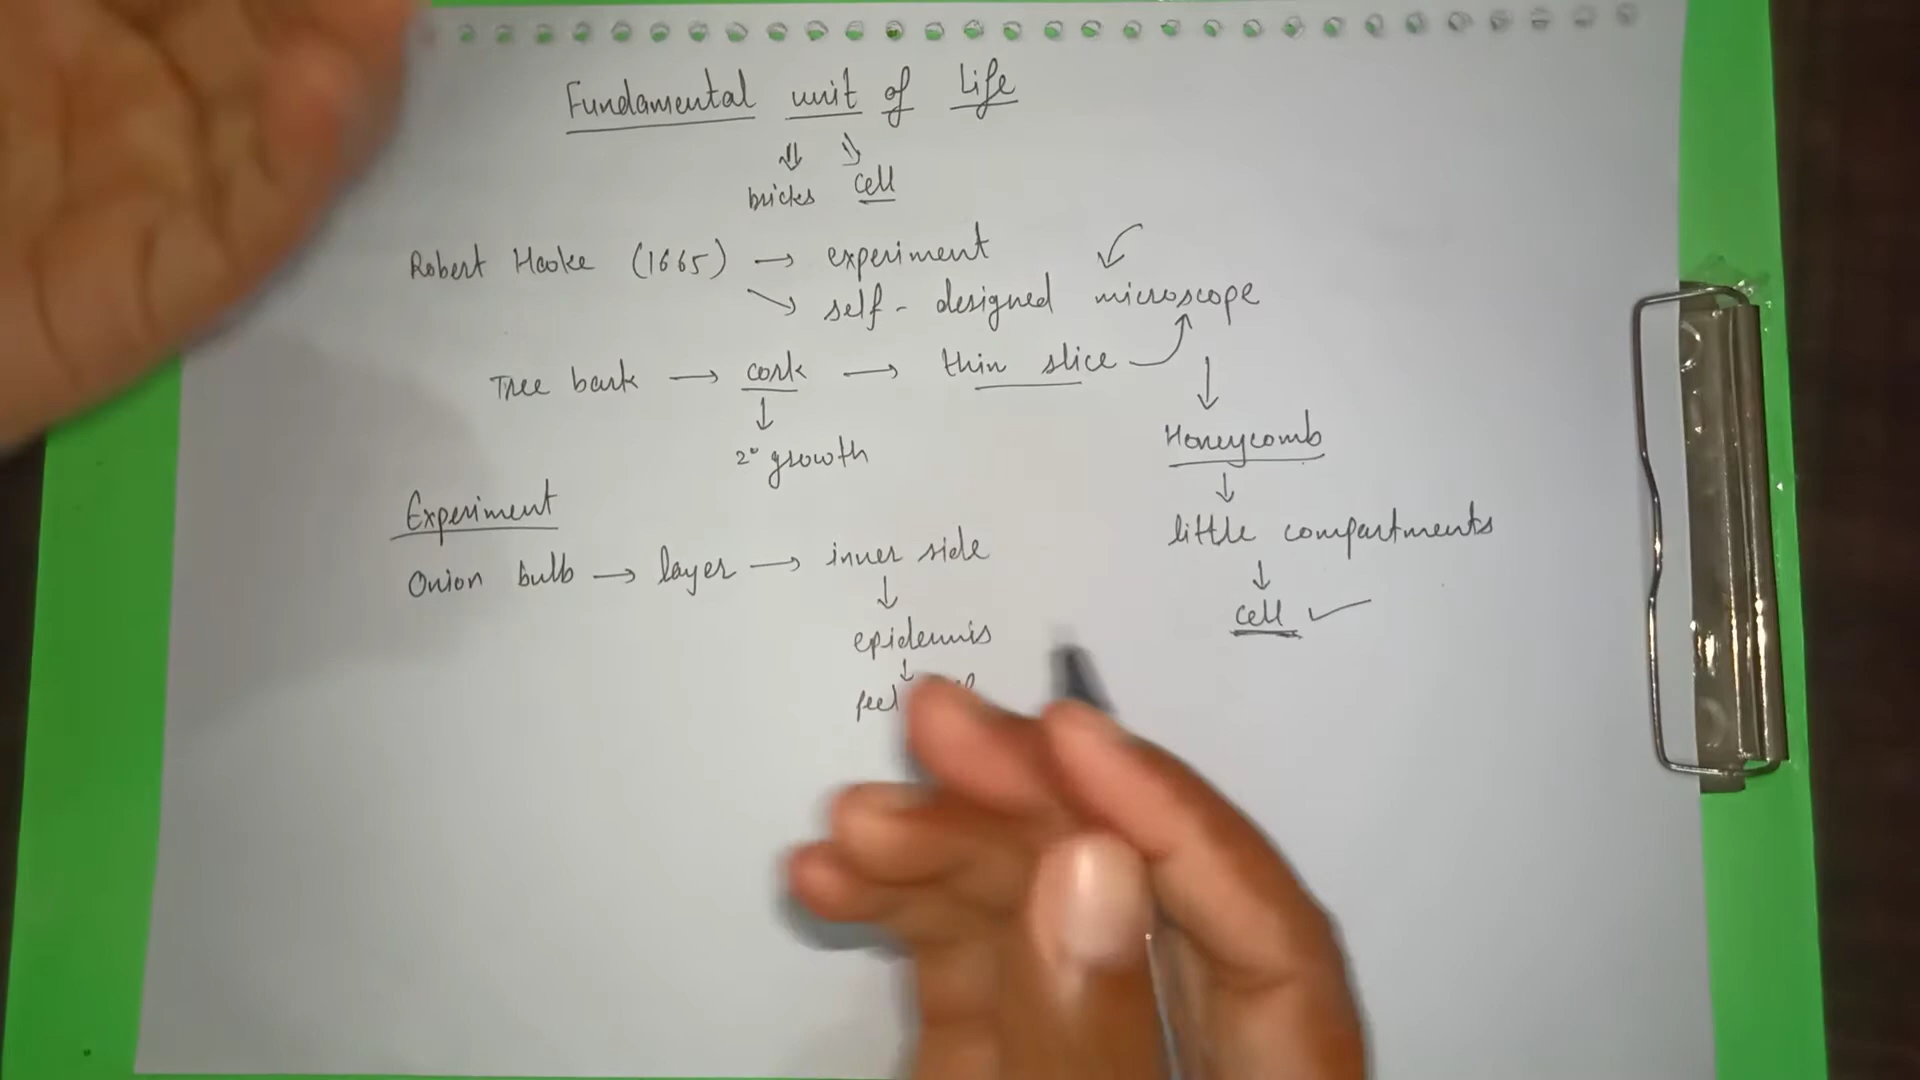 Fundamental unit of Life
⇓ ⇘
bricks cell
Robert Hooke (1665) → experiment
↘ self - designed microscope
Tree bark → cork → thin slice
↓
2° growth
Honeycomb
↓
little compartments
↓
cell ✓
Experiment
Onion bulb → layer → inner side
↓
epidermis
↓